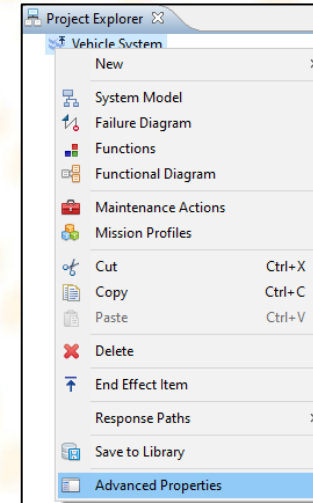 Project Explorer
Vehicle System
New
System Model
Failure Diagram
Functions
Functional Diagram
Maintenance Actions
Mission Profiles
Cut Ctrl+X
Copy Ctrl+C
Paste Ctrl+V
Delete
End Effect Item
Response Paths
Save to Library
Advanced Properties